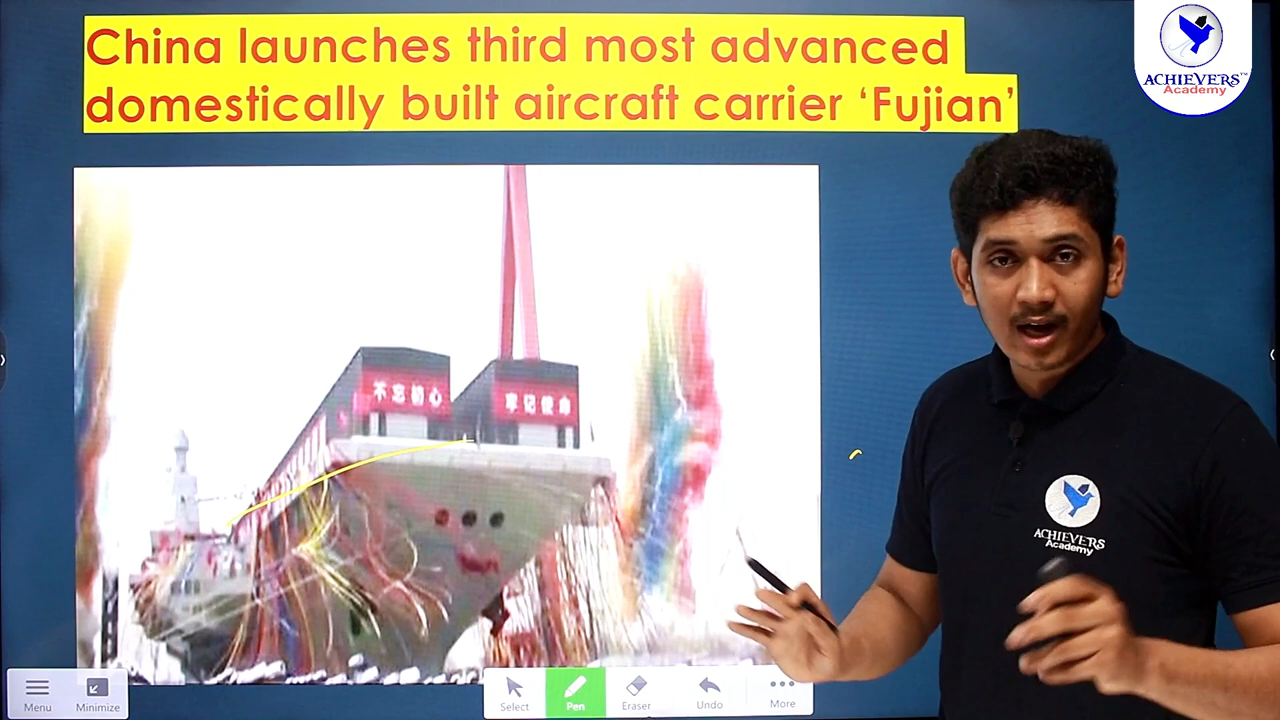 China launches third most advanced
domestically built aircraft carrier ‘Fujian’
ACHIEVERS™
Academy
不忘初心
牢记使命
ACHIEVERS
Academy
Menu
Minimize
Select
Pen
Eraser
Undo
More